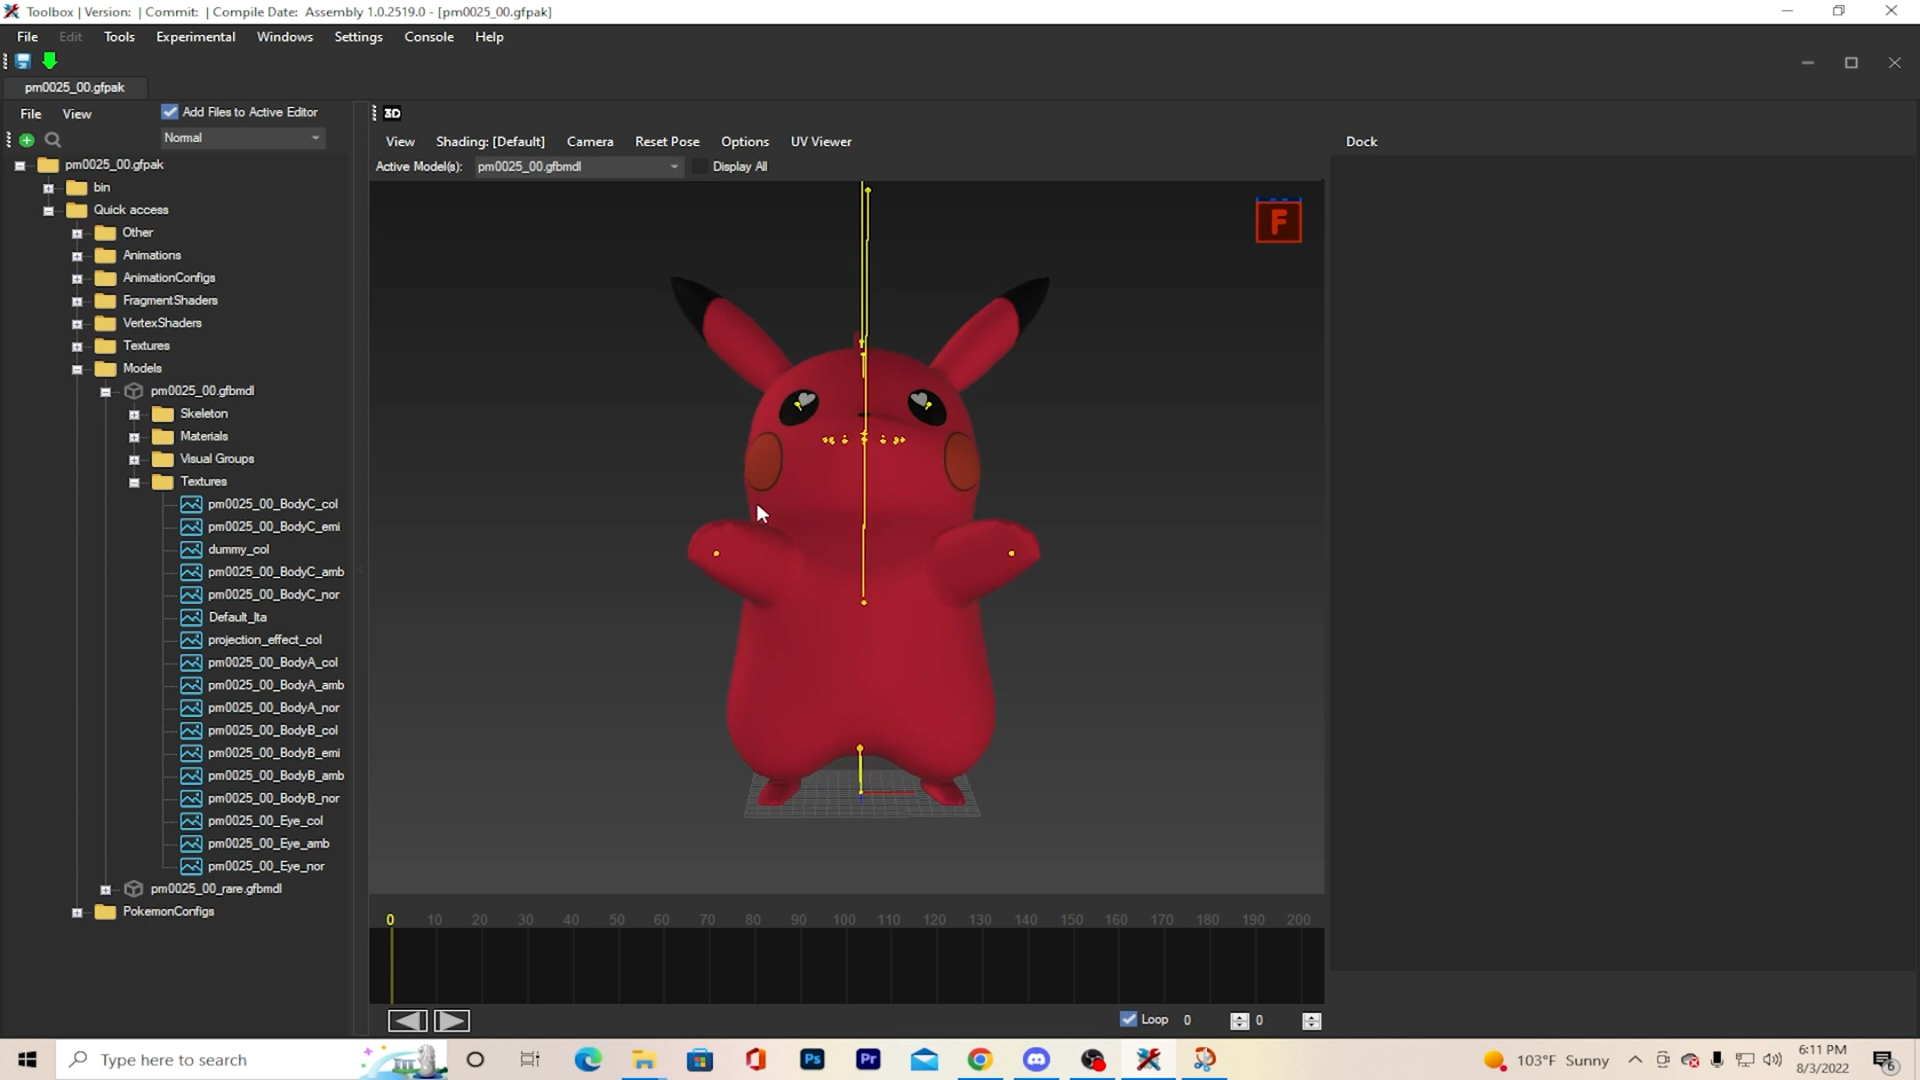 Toolbox | Version: | Commit: | Compile Date: Assembly 1.0.2519.0 - [pm0025_00.gfpak]
File Edit Tools Experimental Windows Settings Console Help
pm0025_00.gfpak
File View Add Files to Active Editor
Normal
pm0025_00.gfpak
bin
Quick access
Other
Animations
AnimationConfigs
FragmentShaders
VertexShaders
Textures
Models
pm0025_00.gfbmdl
Skeleton
Materials
Visual Groups
Textures
pm0025_00_BodyC_col
pm0025_00_BodyC_emi
dummy_col
pm0025_00_BodyC_amb
pm0025_00_BodyC_nor
Default_lta
projection_effect_col
pm0025_00_BodyA_col
pm0025_00_BodyA_amb
pm0025_00_BodyA_nor
pm0025_00_BodyB_col
pm0025_00_BodyB_emi
pm0025_00_BodyB_amb
pm0025_00_BodyB_nor
pm0025_00_Eye_col
pm0025_00_Eye_amb
pm0025_00_Eye_nor
pm0025_00_rare.gfbmdl
PokemonConfigs
3D
View Shading: [Default] Camera Reset Pose Options UV Viewer
Active Model(s): pm0025_00.gfbmdl Display All
F
0 10 20 30 40 50 60 70 80 90 100 110 120 130 140 150 160 170 180 190 200
Loop 0 0
Dock
Type here to search
Ps
Pr
103°F Sunny
6:11 PM
8/3/2022
6